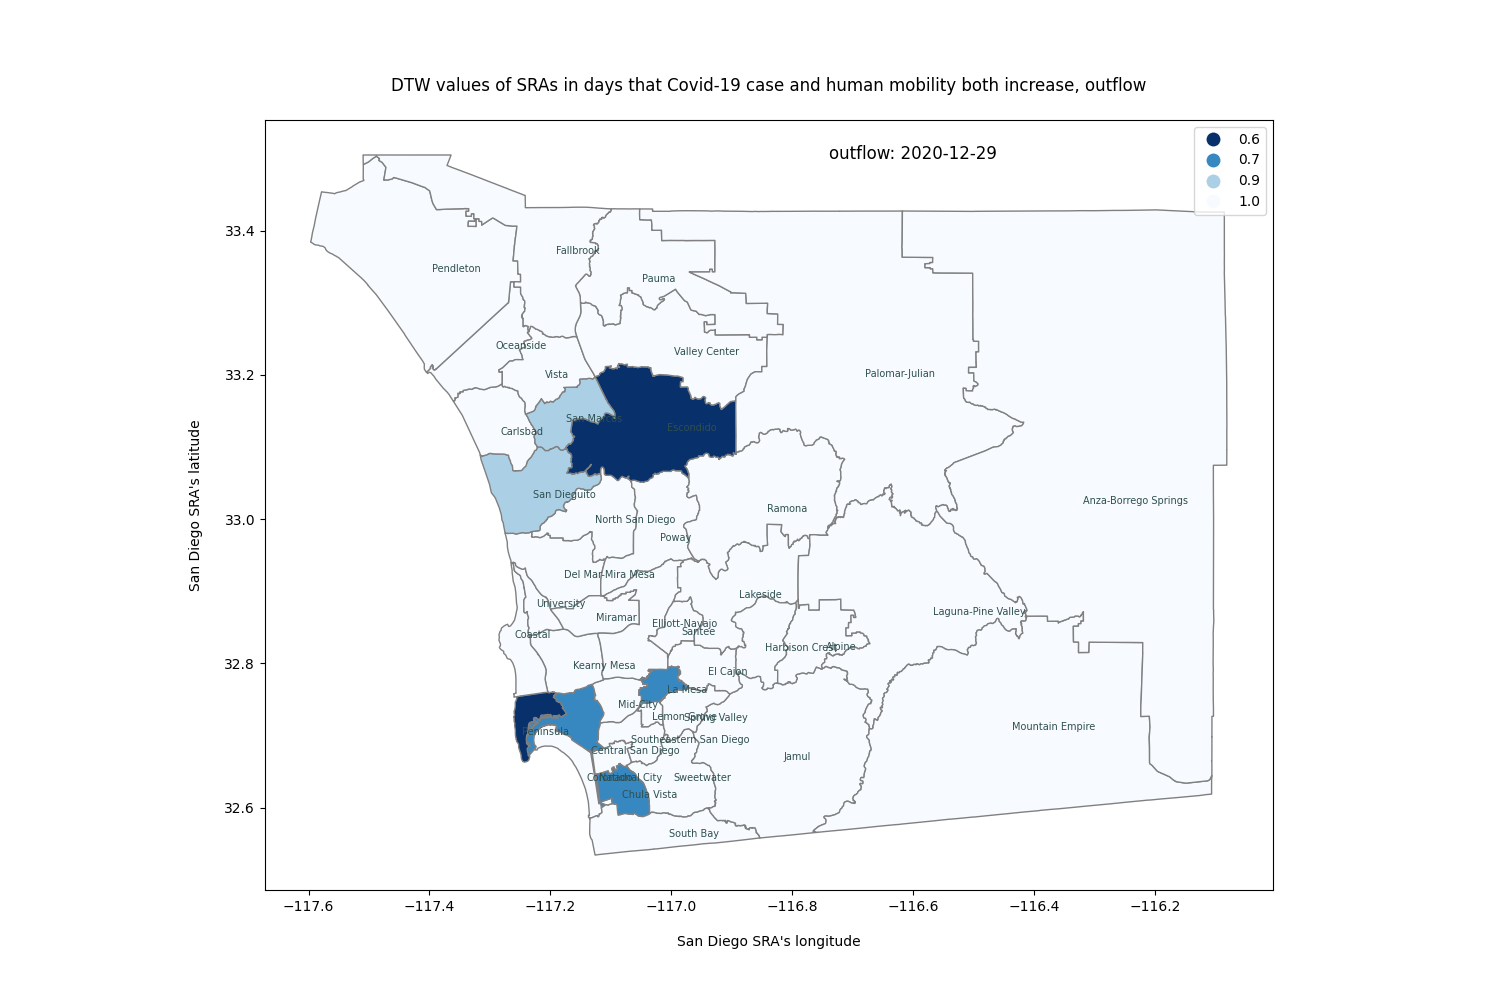 DTW values of SRAs in days that Covid-19 case and human mobility both increase, outflow
outflow: 2020-12-29
0.6
0.7
0.9
1.0
33.4
33.2
33.0
32.8
32.6
San Diego SRA's latitude
Fallbrook
Pendleton
Pauma
Oceanside
Valley Center
Vista
Palomar-Julian
San Marcos
Carlsbad
Escondido
San Dieguito
Anza-Borrego Springs
Ramona
North San Diego
Poway
Del Mar-Mira Mesa
Lakeside
University
Laguna-Pine Valley
Miramar
Elliott-Navajo
Santee
Coastal
Harbison Crest
Alpine
Kearny Mesa
El Cajon
La Mesa
Mid-City
Lemon Grove
Spring Valley
Mountain Empire
Peninsula
Southeastern San Diego
Central San Diego
Jamul
Coronado
National City
Sweetwater
Chula Vista
South Bay
−117.6
−117.4
−117.2
−117.0
−116.8
−116.6
−116.4
−116.2
San Diego SRA's longitude